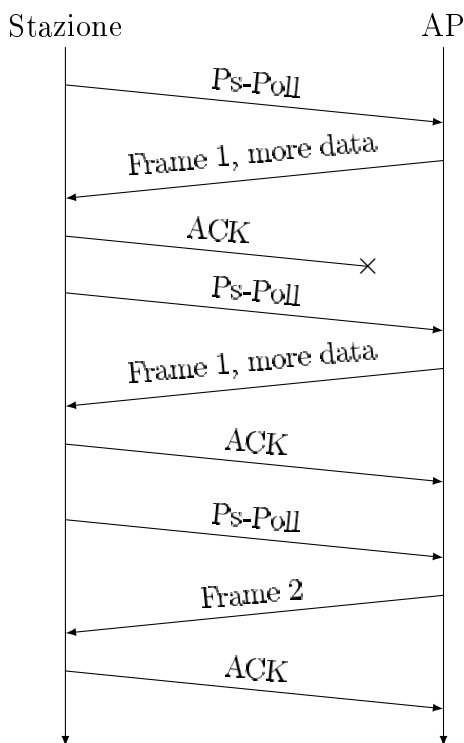 Stazione AP
Ps-Poll
Frame 1, more data
ACK
Ps-Poll
Frame 1, more data
ACK
Ps-Poll
Frame 2
ACK